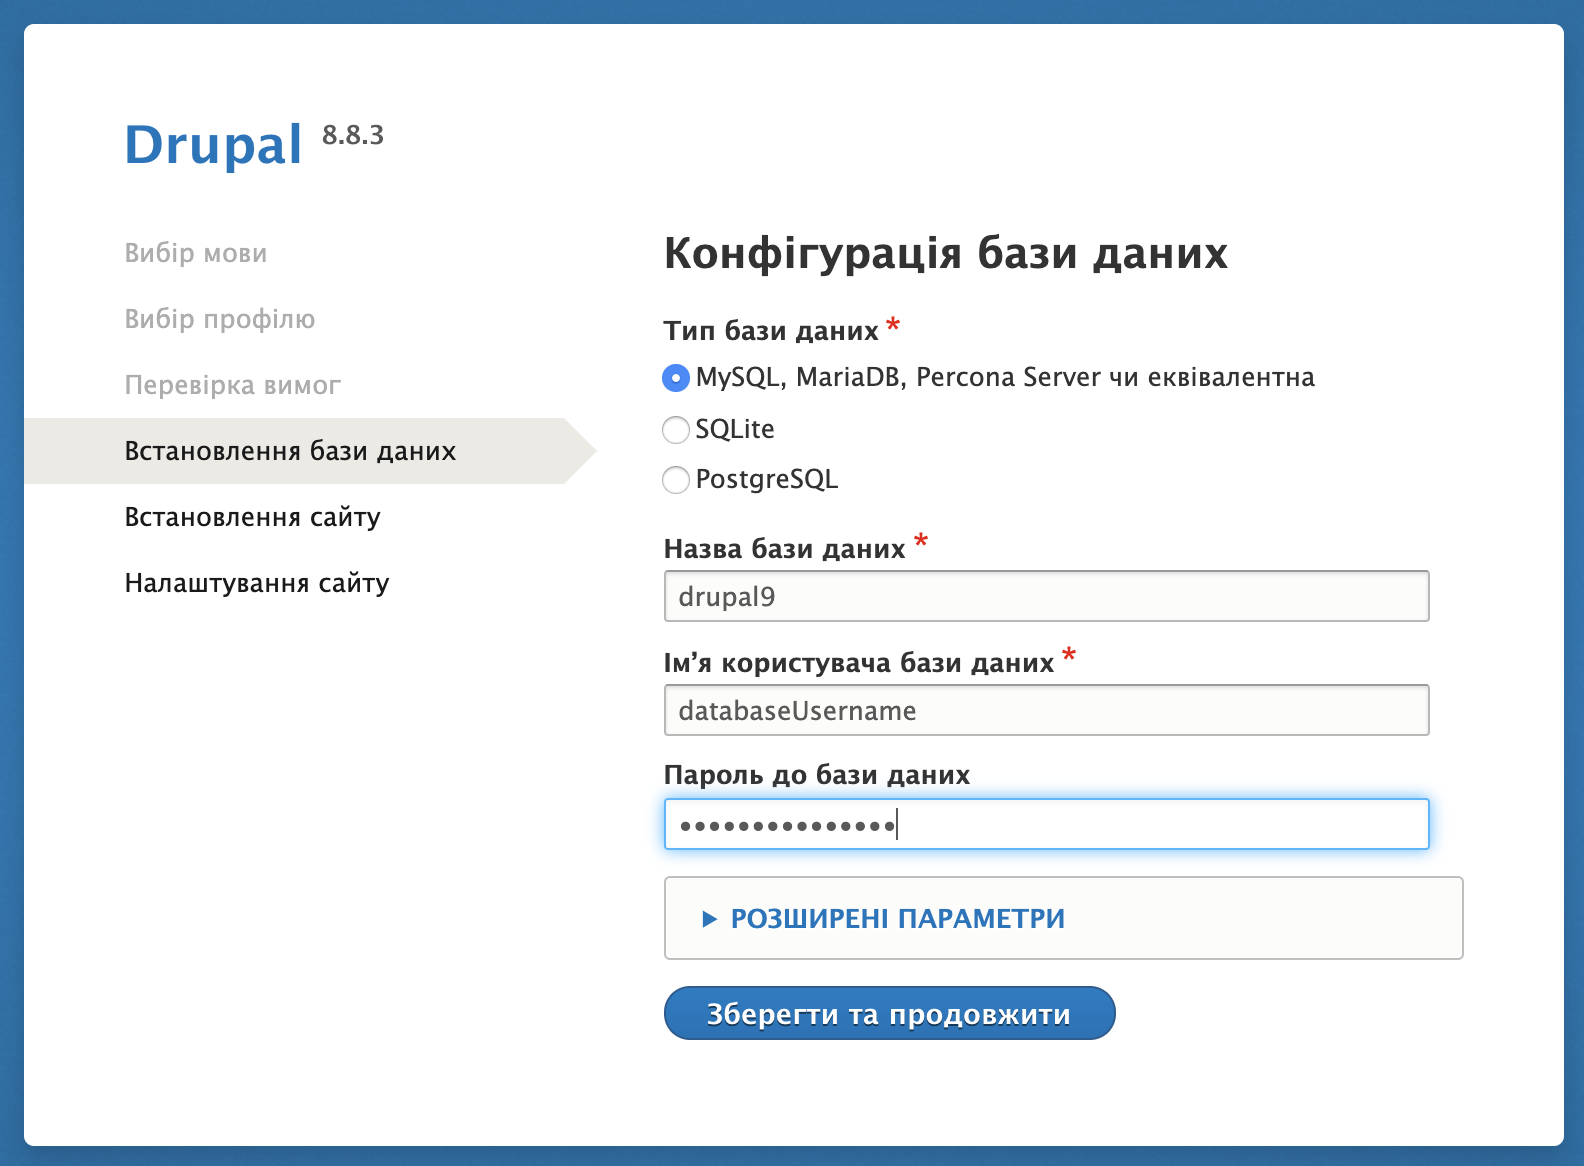 Drupal 8.8.3
Вибір мови
Вибір профілю
Перевірка вимог
Встановлення бази даних
Встановлення сайту
Налаштування сайту
Конфігурація бази даних
Тип бази даних *
MySQL, MariaDB, Percona Server чи еквівалентна
SQLite
PostgreSQL
Назва бази даних *
drupal9
Ім’я користувача бази даних *
databaseUsername
Пароль до бази даних
•••••••••••••••
РОЗШИРЕНІ ПАРАМЕТРИ
Зберегти та продовжити